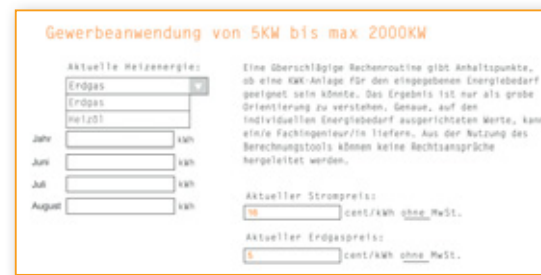 Gewerbeanwendung von 5KW bis max 2000KW
Aktuelle Heizenergie:
Erdgas
Erdgas
Heizöl
Jahr kWh
Juni kWh
Juli kWh
August kWh
Eine überschlägige Rechenroutine gibt Anhaltspunkte,
ob eine KWK-Anlage für den eingegebenen Energiebedarf
geeignet sein könnte. Das Ergebnis ist nur als grobe
Orientierung zu verstehen. Genaue, auf den
individuellen Energiebedarf ausgerichteten Werte, kann
ein/e Fachingenieur/in liefern. Aus der Nutzung des
Berechnungstools können keine Rechtsansprüche
hergeleitet werden.
Aktueller Strompreis:
cent/kWh ohne MwSt.
Aktueller Erdgaspreis:
5 cent/kWh ohne MwSt.